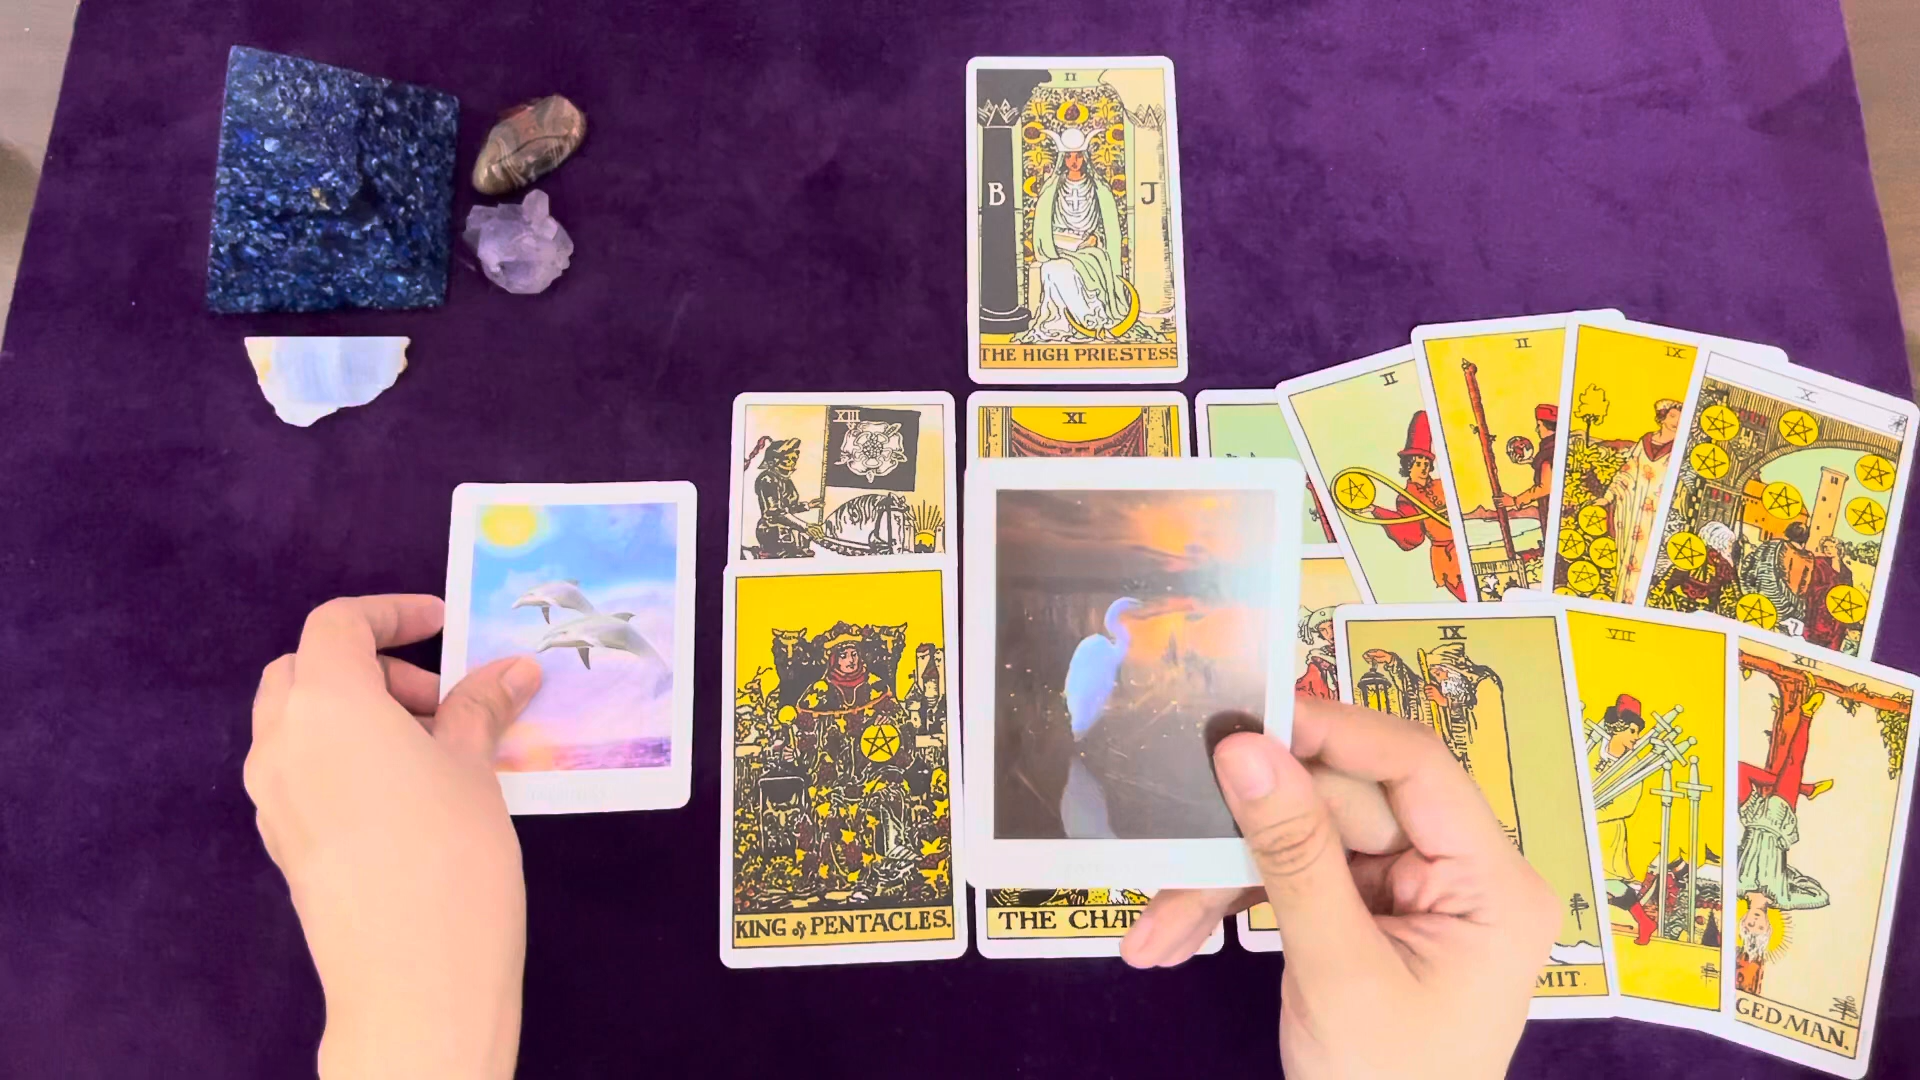 II
B
J
THE HIGH PRIESTESS
XIII
XI
II
II
IX
X
KING of PENTACLES.
THE CHAR
IX
MIT.
VII
XII
GED MAN.